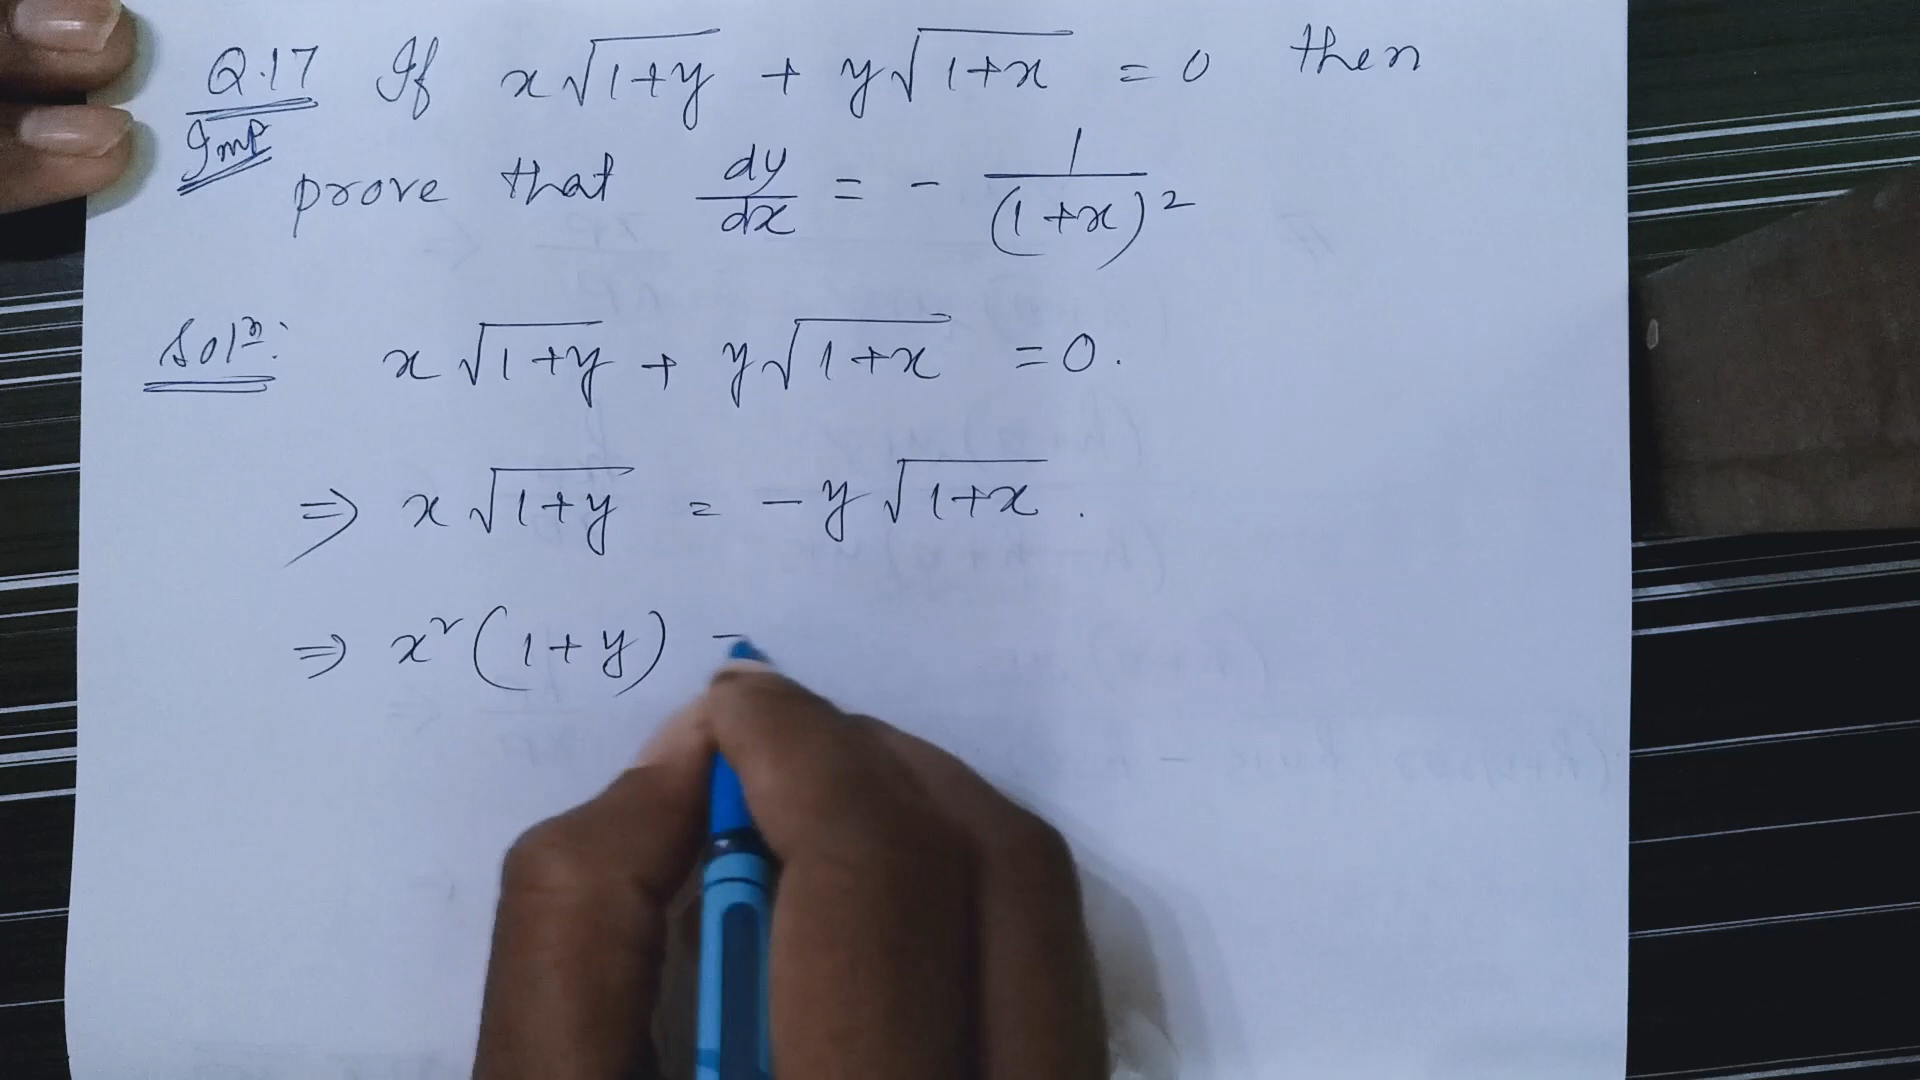 Q.17 If x√(1+y) + y√(1+x) = 0 then
Imp
prove that dy/dx = - 1/(1+x)²
Solⁿ: x√(1+y) + y√(1+x) = 0.
⇒ x√(1+y) = -y√(1+x).
⇒ x²(1+y)